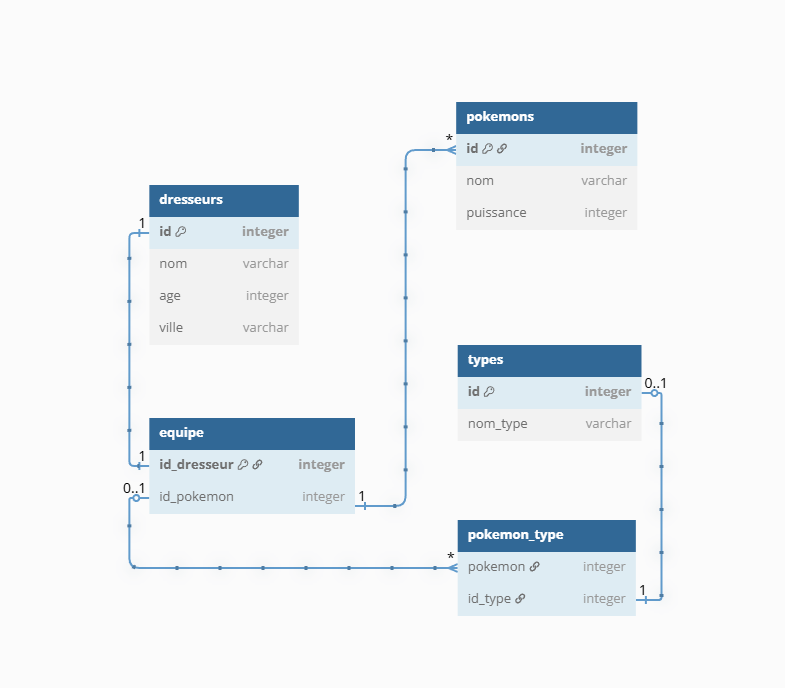 pokemons
*
id integer
nom varchar
puissance integer
dresseurs
1
id integer
nom varchar
age integer
ville varchar
types
0..1
id integer
nom_type varchar
equipe
1
id_dresseur integer
0..1
id_pokemon integer 1
pokemon_type
*
pokemon integer
id_type integer 1